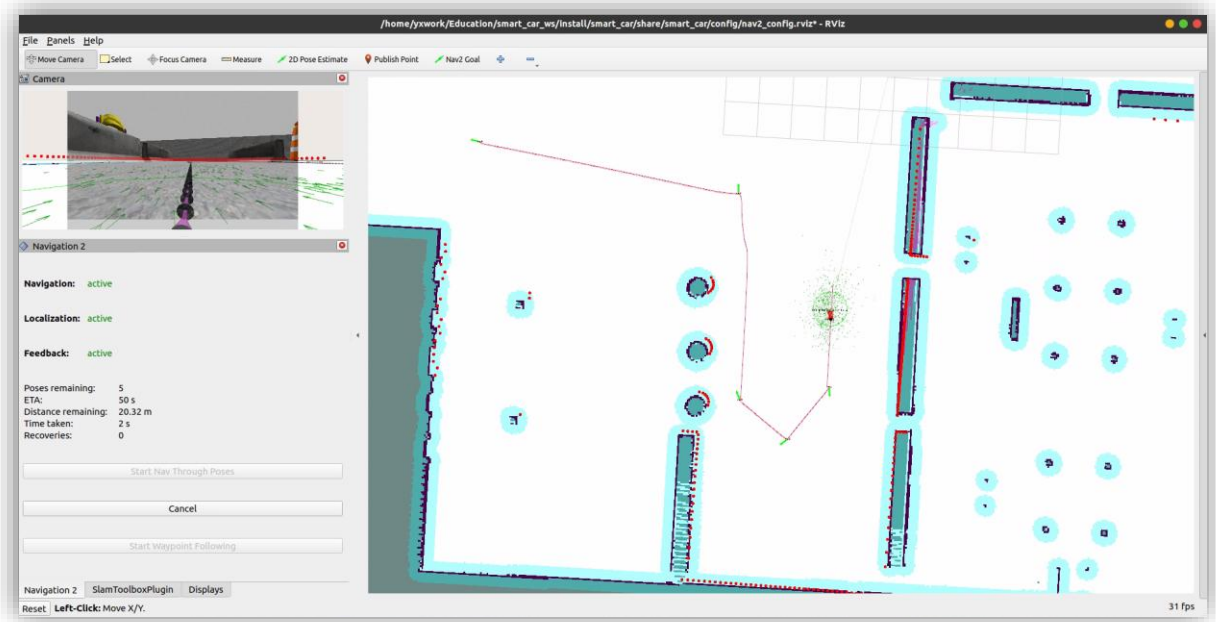 /home/yxwork/Education/smart_car_ws/install/smart_car/share/smart_car/config/nav2_config.rviz* - RViz
File Panels Help
Move Camera Select Focus Camera Measure 2D Pose Estimate Publish Point Nav2 Goal
Camera
Navigation 2
Navigation: active
Localization: active
Feedback: active
Poses remaining: 5
ETA: 50 s
Distance remaining: 20.32 m
Time taken: 2 s
Recoveries: 0
Start Nav Through Poses
Cancel
Start Waypoint Following
Navigation 2 SlamToolboxPlugin Displays
Reset Left-Click: Move X/Y. 31 fps